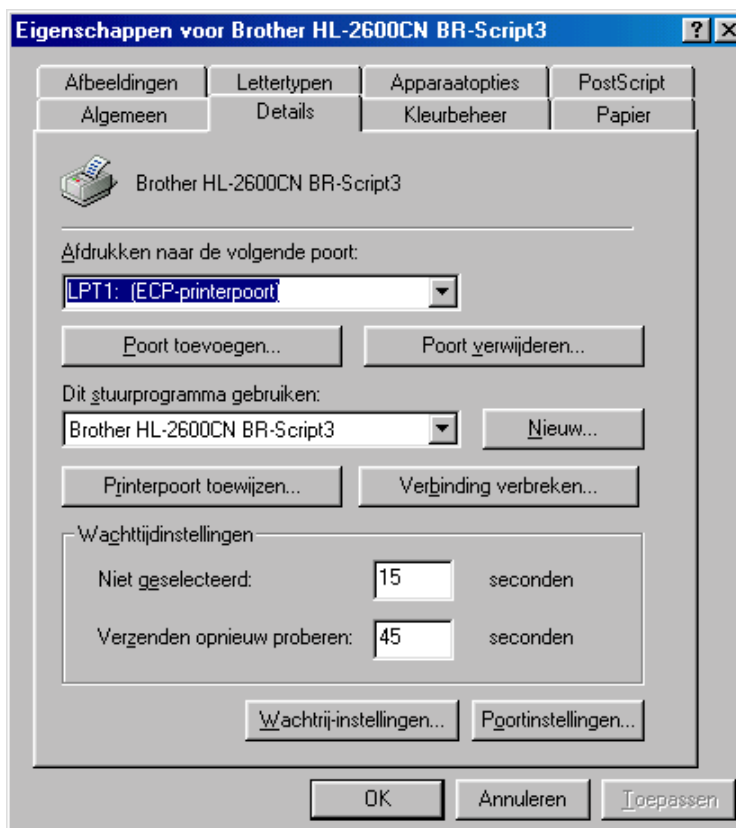 Eigenschappen voor Brother HL-2600CN BR-Script3
Afbeeldingen Lettertypen Apparaatopties PostScript
Algemeen Details Kleurbeheer Papier
Brother HL-2600CN BR-Script3
Afdrukken naar de volgende poort:
LPT1: (ECP-printerpoort)
Poort toevoegen... Poort verwijderen...
Dit stuurprogramma gebruiken:
Brother HL-2600CN BR-Script3 Nieuw...
Printerpoort toewijzen... Verbinding verbreken...
Wachttijdinstellingen
Niet geselecteerd: 15 seconden
Verzenden opnieuw proberen: 45 seconden
Wachtrij-instellingen... Poortinstellingen...
OK Annuleren Toepassen